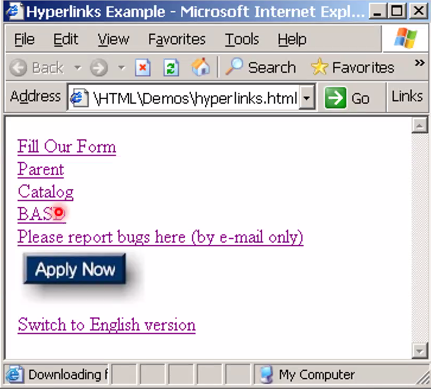 Hyperlinks Example - Microsoft Internet Expl...
File Edit View Favorites Tools Help
Back Search Favorites »
Address \HTML\Demos\hyperlinks.html Go Links
Fill Our Form
Parent
Catalog
Please report bugs here (by e-mail only)
Apply Now
Switch to English version
Downloading f My Computer